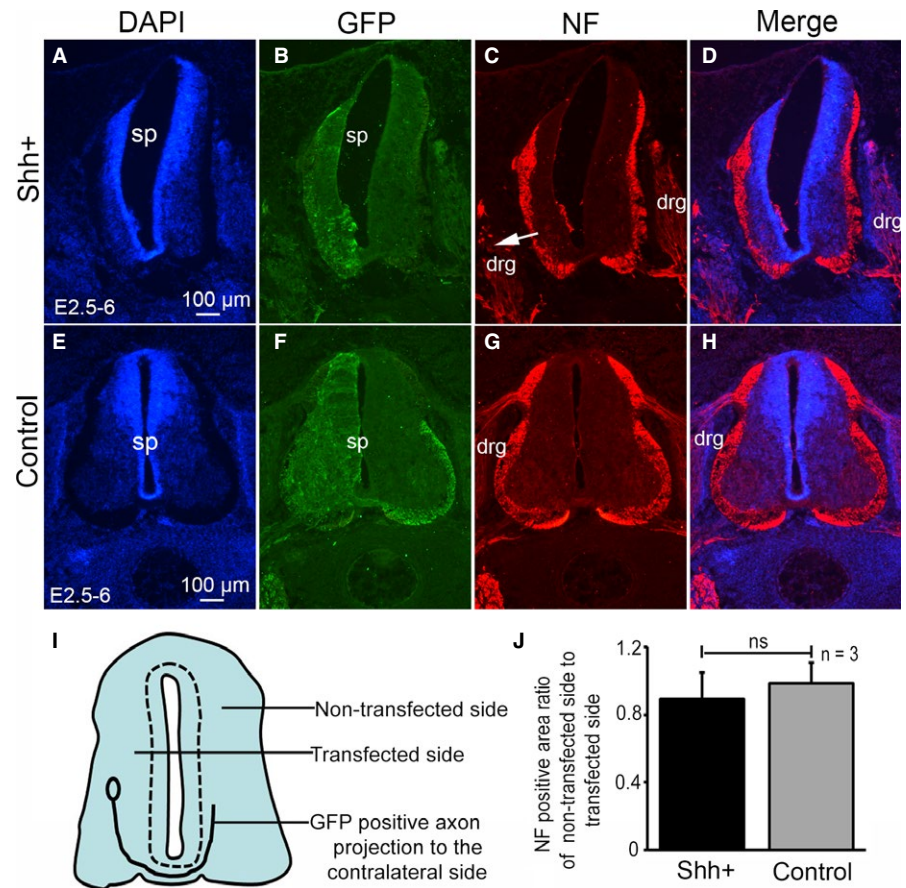 DAPI GFP NF Merge
Shh+
A B C D
sp sp drg drg
drg
E2.5-6 100 µm
Control
E F G H
sp sp drg drg
E2.5-6 100 µm
I
Non-transfected side
Transfected side
GFP positive axon
projection to the
contralateral side
J
NF positive area ratio
of non-transfected side to
transfected side
ns
n = 3
1.2
0.8
0.4
0
Shh+ Control